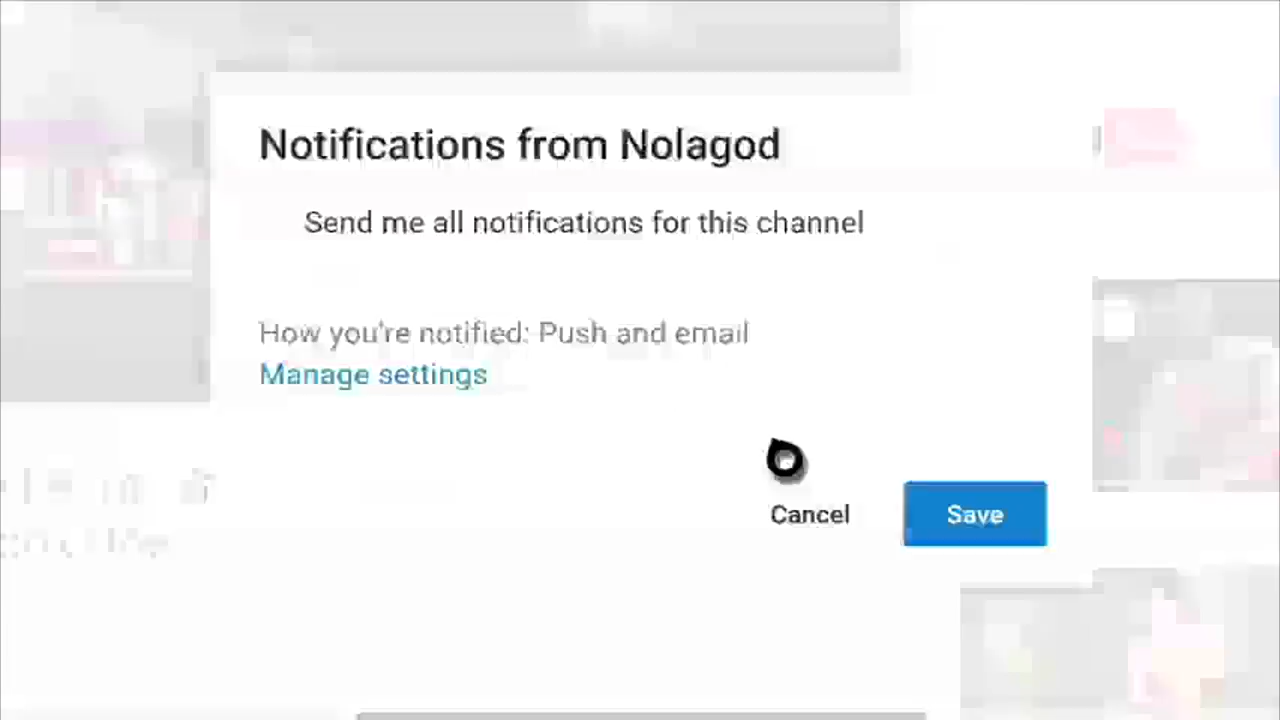 Notifications from Nolagod
Send me all notifications for this channel
How you're notified: Push and email
Manage settings
Cancel
Save